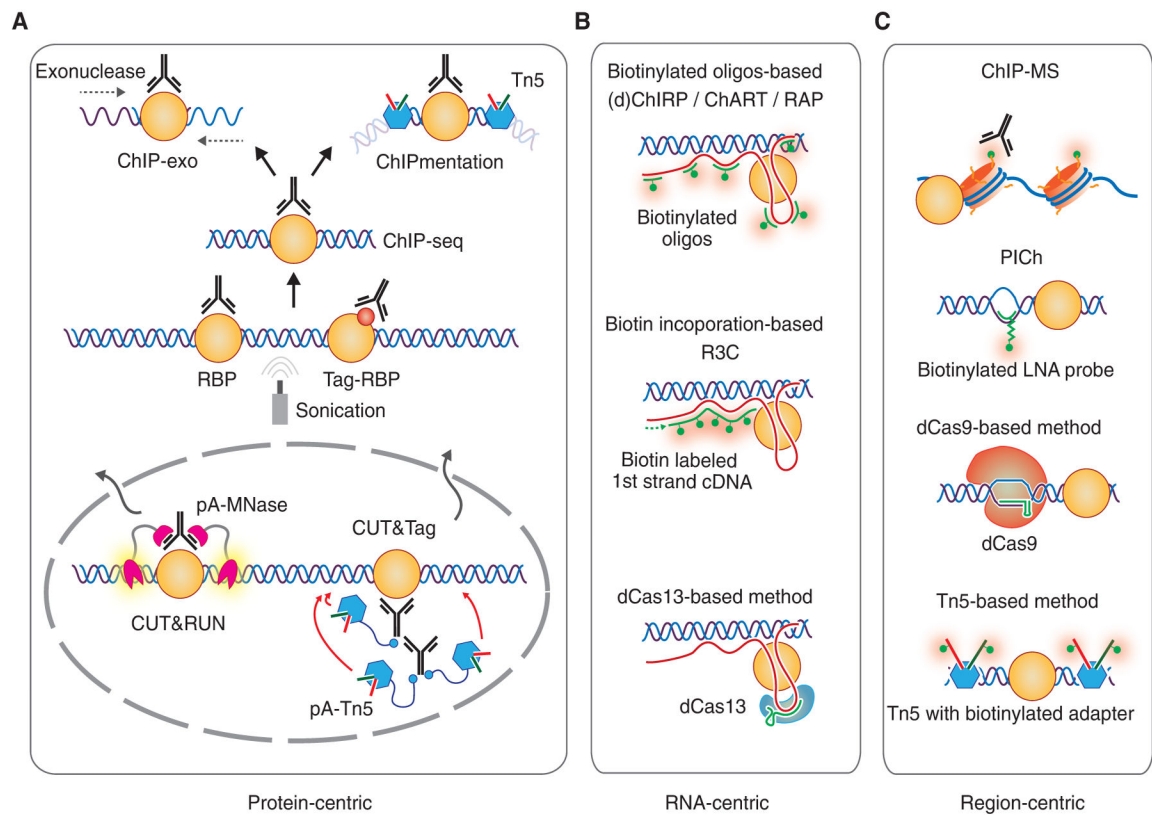 A
Exonuclease
ChIP-exo
Tn5
ChIPmentation
ChIP-seq
RBP
Tag-RBP
Sonication
pA-MNase
CUT&RUN
CUT&Tag
pA-Tn5
Protein-centric
B
Biotinylated oligos-based
(d)ChIRP / ChART / RAP
Biotinylated
oligos
Biotin incoporation-based
R3C
Biotin labeled
1st strand cDNA
dCas13-based method
dCas13
RNA-centric
C
ChIP-MS
PICh
Biotinylated LNA probe
dCas9-based method
dCas9
Tn5-based method
Tn5 with biotinylated adapter
Region-centric